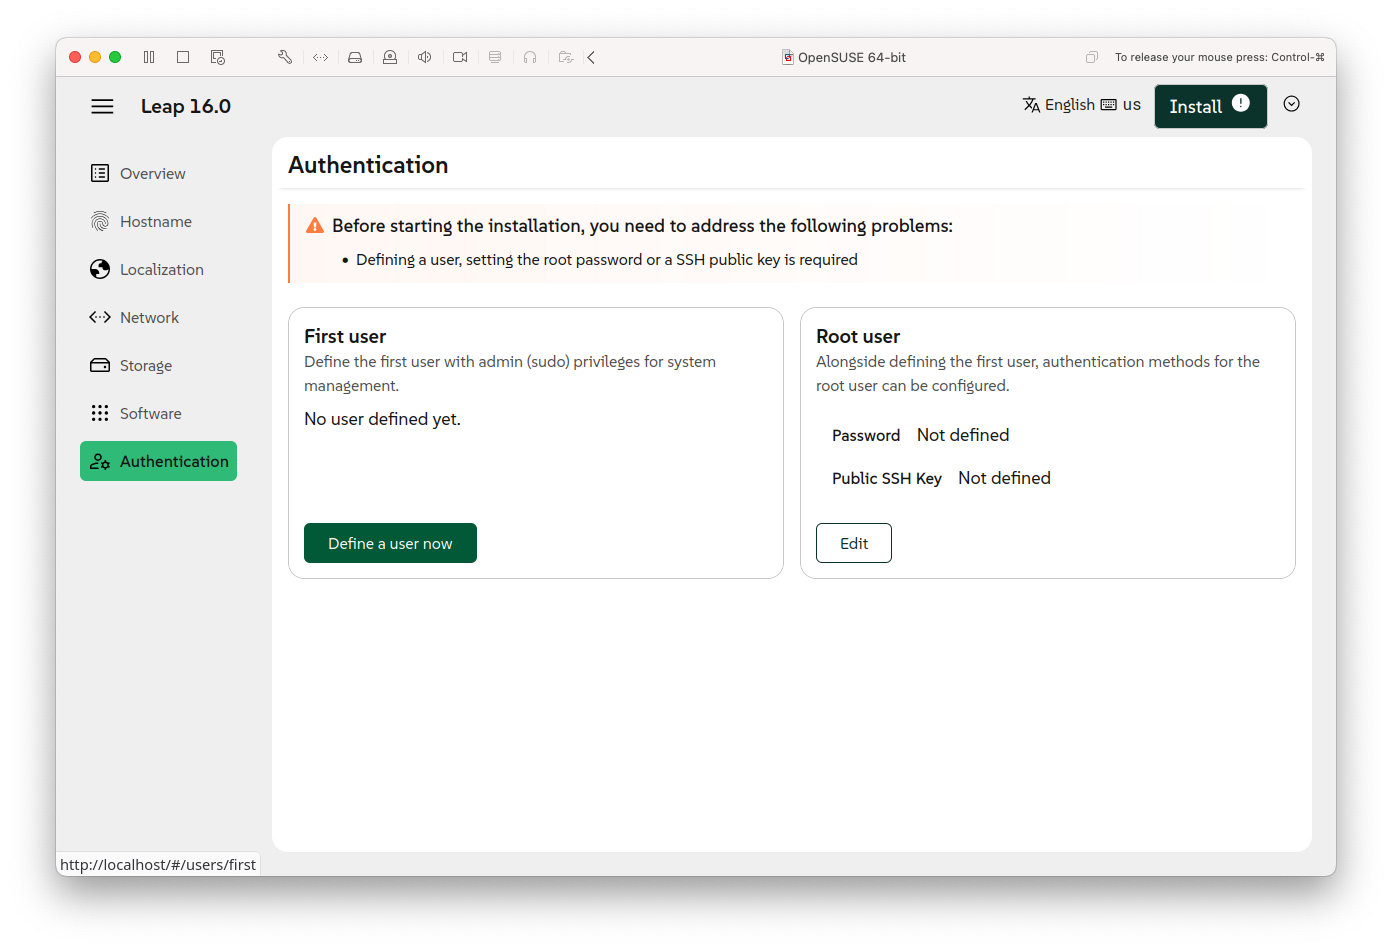 OpenSUSE 64-bit
To release your mouse press: Control-⌘
Leap 16.0
English us
Install
Overview
Hostname
Localization
Network
Storage
Software
Authentication
Authentication
Before starting the installation, you need to address the following problems:
• Defining a user, setting the root password or a SSH public key is required
First user
Define the first user with admin (sudo) privileges for system
management.
No user defined yet.
Define a user now
Root user
Alongside defining the first user, authentication methods for the
root user can be configured.
Password Not defined
Public SSH Key Not defined
Edit
http://localhost/#/users/first